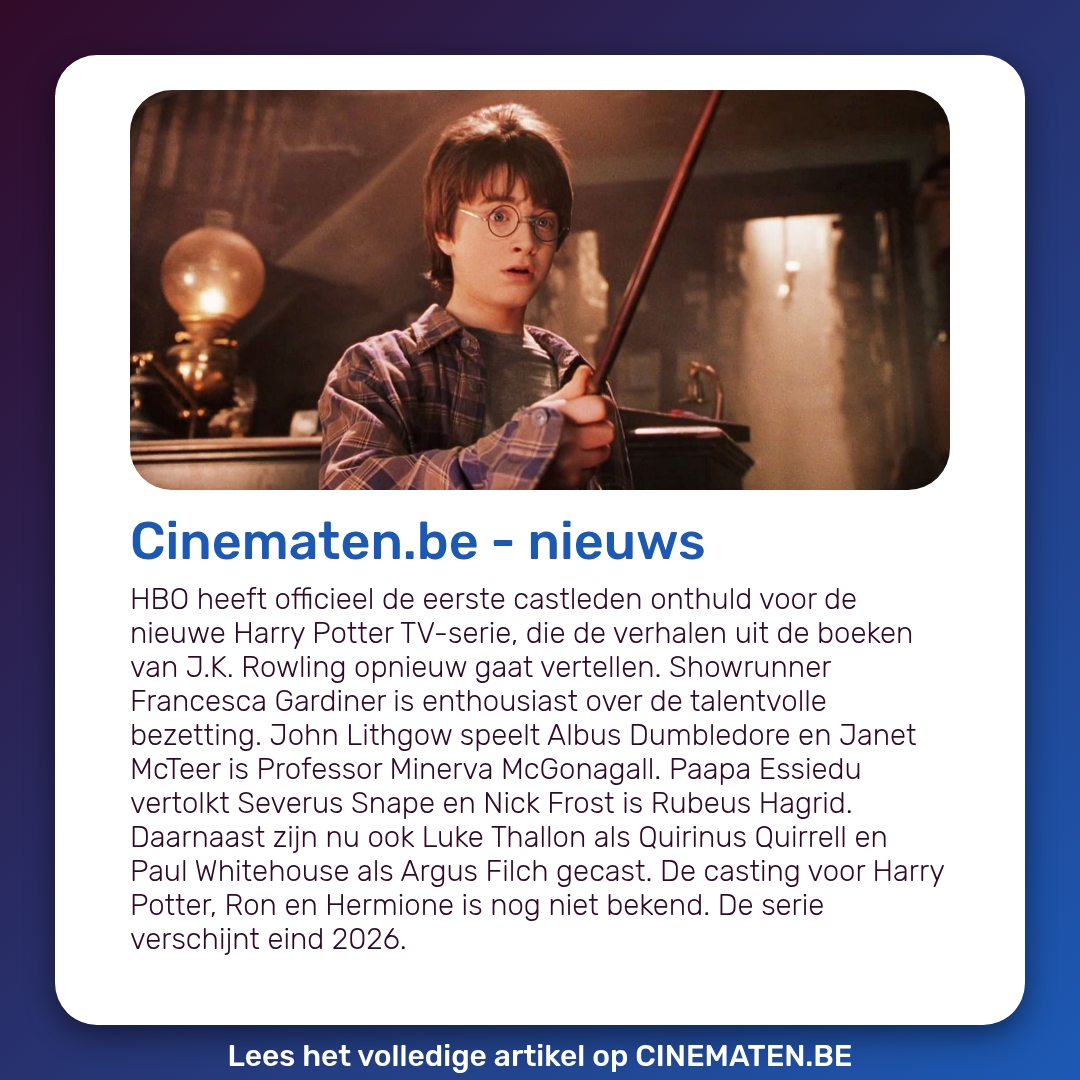 Cinematen.be - nieuws
HBO heeft officieel de eerste castleden onthuld voor de
nieuwe Harry Potter TV-serie, die de verhalen uit de boeken
van J.K. Rowling opnieuw gaat vertellen. Showrunner
Francesca Gardiner is enthousiast over de talentvolle
bezetting. John Lithgow speelt Albus Dumbledore en Janet
McTeer is Professor Minerva McGonagall. Paapa Essiedu
vertolkt Severus Snape en Nick Frost is Rubeus Hagrid.
Daarnaast zijn nu ook Luke Thallon als Quirinus Quirrell en
Paul Whitehouse als Argus Filch gecast. De casting voor Harry
Potter, Ron en Hermione is nog niet bekend. De serie
verschijnt eind 2026.
Lees het volledige artikel op CINEMATEN.BE